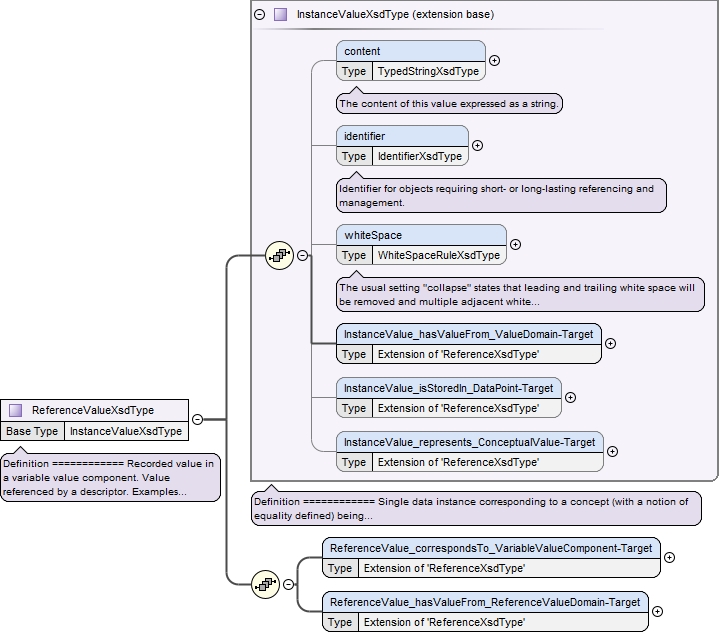 InstanceValueXsdType (extension base)
content
Type TypedStringXsdType
The content of this value expressed as a string.
identifier
Type IdentifierXsdType
Identifier for objects requiring short- or long-lasting referencing and
management.
whiteSpace
Type WhiteSpaceRuleXsdType
The usual setting "collapse" states that leading and trailing white space will
be removed and multiple adjacent white...
InstanceValue_hasValueFrom_ValueDomain-Target
Type Extension of 'ReferenceXsdType'
InstanceValue_isStoredIn_DataPoint-Target
Type Extension of 'ReferenceXsdType'
InstanceValue_represents_ConceptualValue-Target
Type Extension of 'ReferenceXsdType'
ReferenceValueXsdType
Base Type InstanceValueXsdType
Definition ============ Recorded value in
a variable value component. Value
referenced by a descriptor. Examples...
Definition ============ Single data instance corresponding to a concept (with a notion of
equality defined) being...
ReferenceValue_correspondsTo_VariableValueComponent-Target
Type Extension of 'ReferenceXsdType'
ReferenceValue_hasValueFrom_ReferenceValueDomain-Target
Type Extension of 'ReferenceXsdType'